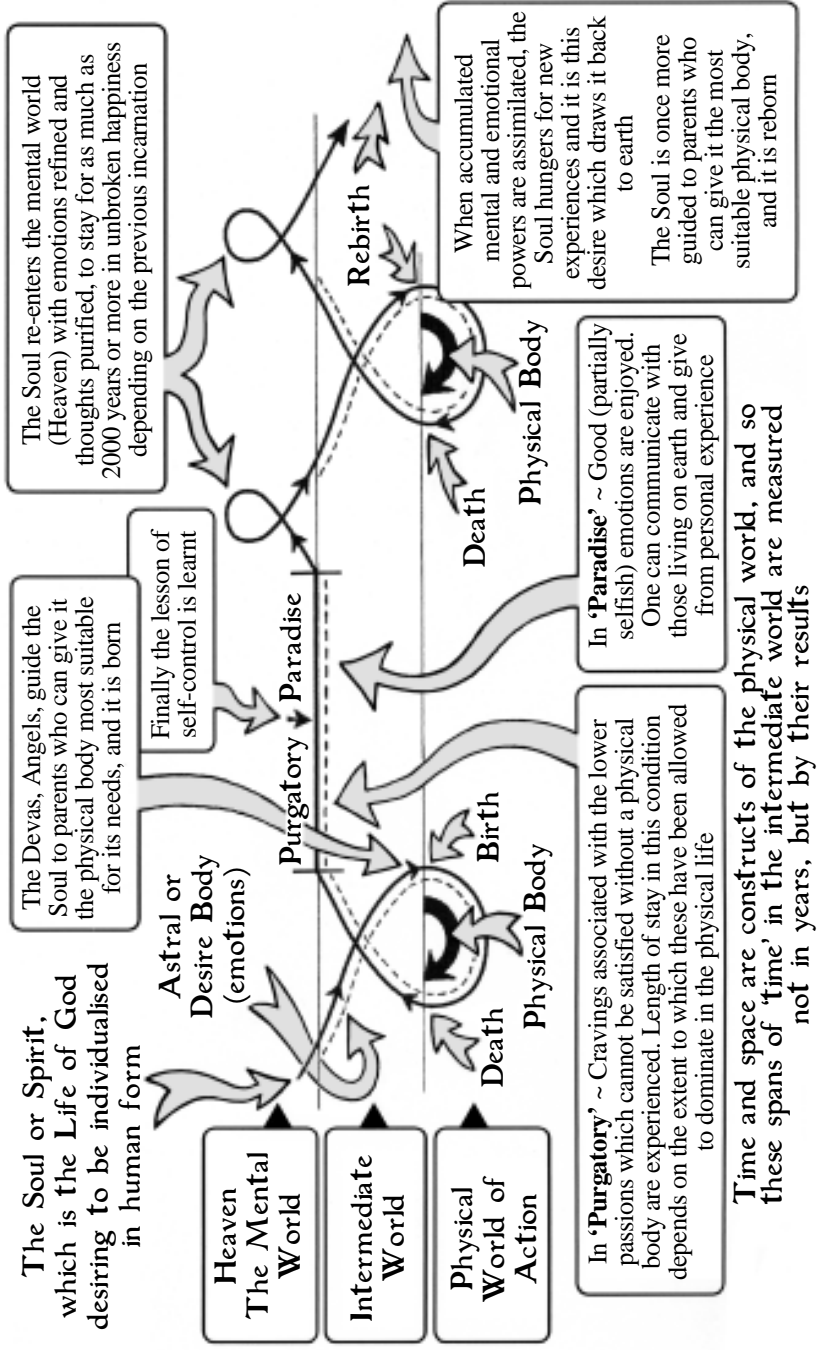 The Soul or Spirit,
which is the Life of God
desiring to be individualised
in human form
The Devas, Angels, guide the
Soul to parents who can give it
the physical body most suitable
for its needs, and it is born
Finally the lesson of
self-control is learnt
The Soul re-enters the mental world
(Heaven) with emotions refined and
thoughts purified, to stay for as much as
2000 years or more in unbroken happiness
depending on the previous incarnation
Astral or
Desire Body
(emotions)
Heaven
The Mental
World
Intermediate
World
Physical
World of
Action
Purgatory
Paradise
Death
Birth
Physical Body
Death
Rebirth
Physical Body
When accumulated
mental and emotional
powers are assimilated, the
Soul hungers for new
experiences and it is this
desire which draws it back
to earth
The Soul is once more
guided to parents who
can give it the most
suitable physical body,
and it is reborn
In ‘Purgatory’ ~ Cravings associated with the lower
passions which cannot be satisfied without a physical
body are experienced. Length of stay in this condition
depends on the extent to which these have been allowed
to dominate in the physical life
In ‘Paradise’ ~ Good (partially
selfish) emotions are enjoyed.
One can communicate with
those living on earth and give
from personal experience
Time and space are constructs of the physical world, and so
these spans of ‘time’ in the intermediate world are measured
not in years, but by their results